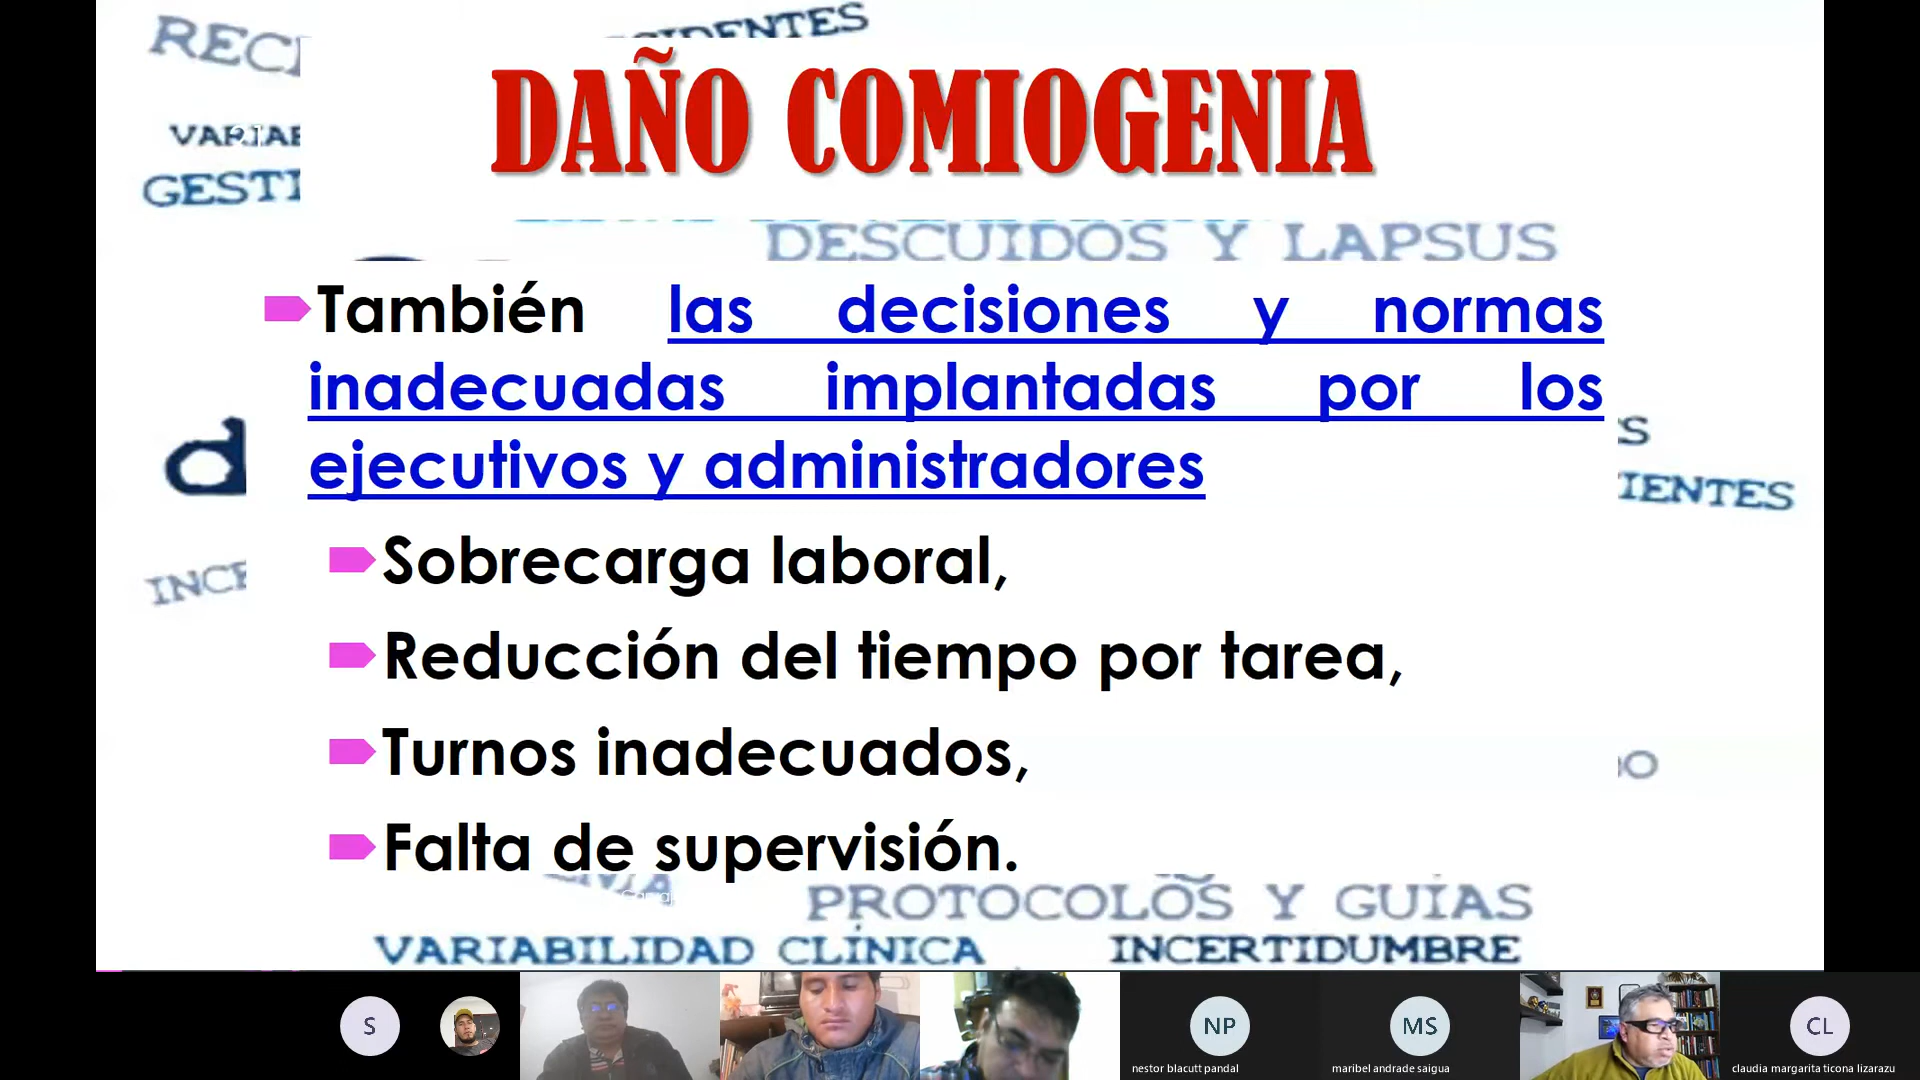 DAÑO COMIOGENIA
DESCUIDOS Y LAPSUS
También las decisiones y normas
inadecuadas implantadas por los
ejecutivos y administradores
Sobrecarga laboral,
Reducción del tiempo por tarea,
Turnos inadecuados,
Falta de supervisión.
PROTOCOLOS Y GUIAS
VARIABILIDAD CLÍNICA INCERTIDUMBRE
S
NP
MS
CL
nestor blacutt pandal
maribel andrade saigua
claudia margarita ticona lizarazu